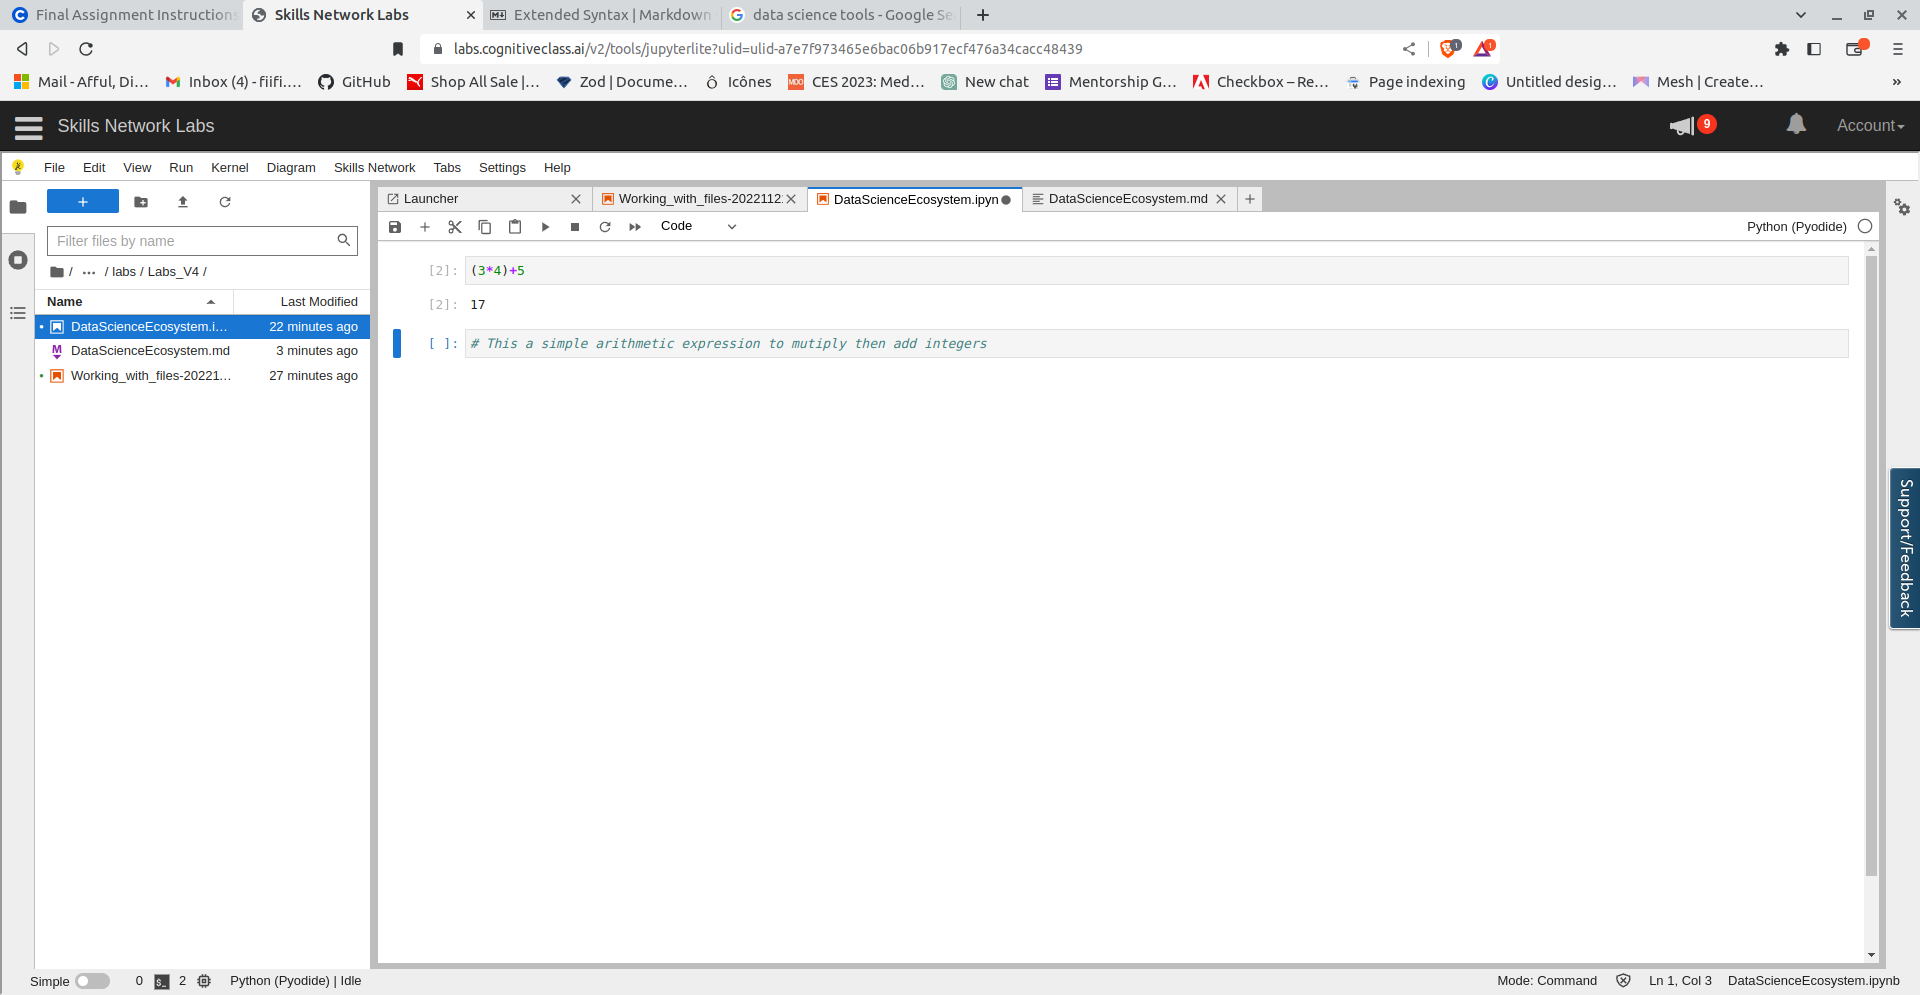 Final Assignment Instructions
Skills Network Labs
Extended Syntax | Markdown
data science tools - Google Se
labs.cognitiveclass.ai/v2/tools/jupyterlite?ulid=ulid-a7e7f973465e6bac06b917ecf476a34cacc48439
1
1
Mail - Afful, Di...
Inbox (4) - fiifi....
GitHub
Shop All Sale |...
Zod | Docume...
Icônes
MDO
CES 2023: Med...
New chat
Mentorship G...
Checkbox – Re...
Page indexing
Untitled desig...
Mesh | Create...
»
Skills Network Labs
9
Account
File Edit View Run Kernel Diagram Skills Network Tabs Settings Help
Launcher
Working_with_files-2022112
DataScienceEcosystem.ipyn
DataScienceEcosystem.md
Code
Python (Pyodide)
Filter files by name
/ ... / labs / Labs_V4 /
Name Last Modified
DataScienceEcosystem.i... 22 minutes ago
M DataScienceEcosystem.md 3 minutes ago
Working_with_files-20221... 27 minutes ago
[2]: (3*4)+5
[2]: 17
[ ]: # This a simple arithmetic expression to mutiply then add integers
Support/Feedback
Simple 0 $_ 2 Python (Pyodide) | Idle
Mode: Command Ln 1, Col 3 DataScienceEcosystem.ipynb